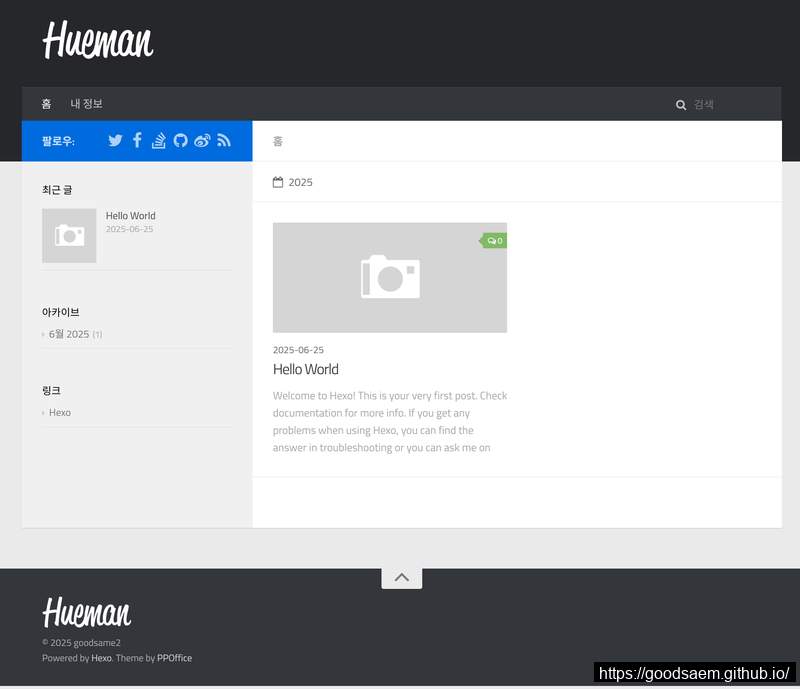 Hueman
홈 내 정보 검색
팔로우:
홈
2025
최근 글
Hello World
2025-06-25
아카이브
6월 2025 (1)
링크
Hexo
0
2025-06-25
Hello World
Welcome to Hexo! This is your very first post. Check
documentation for more info. If you get any
problems when using Hexo, you can find the
answer in troubleshooting or you can ask me on
Hueman
© 2025 goodsame2
Powered by Hexo. Theme by PPOffice
https://goodsaem.github.io/